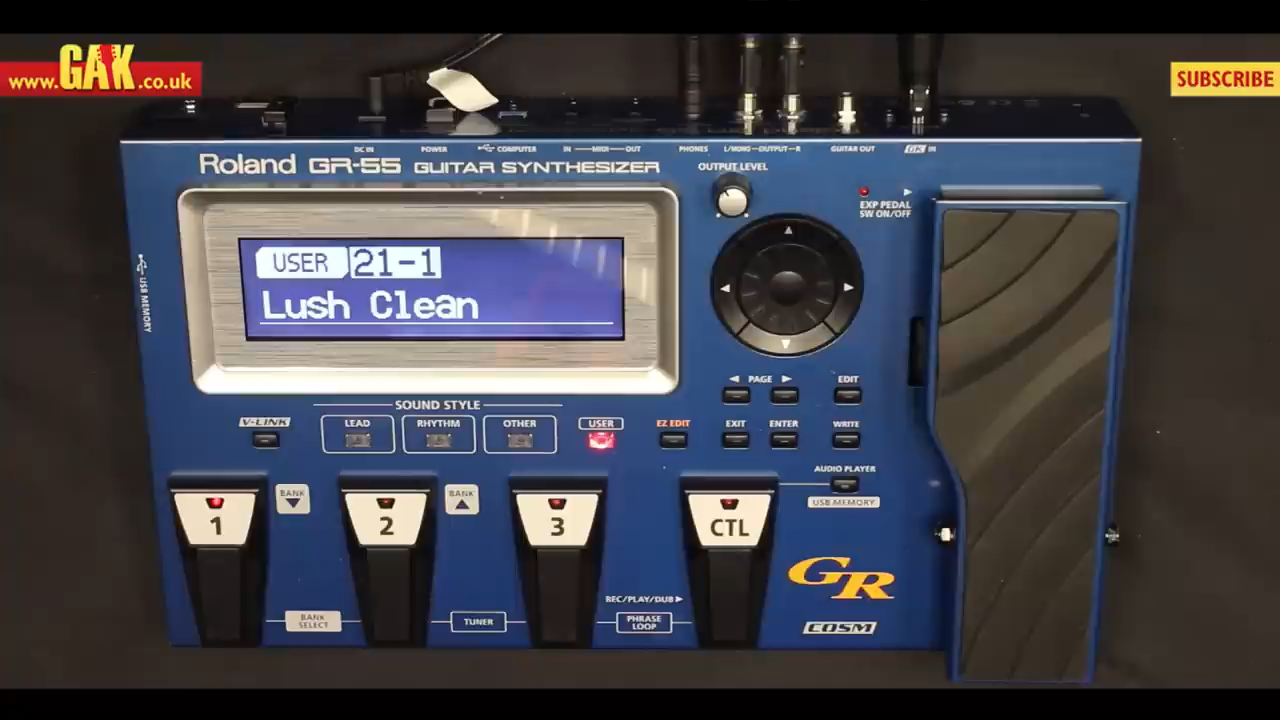 www.GAK.co.uk
SUBSCRIBE
DC IN
POWER
COMPUTER
IN MIDI OUT
PHONES
L/MONO OUTPUT R
GUITAR OUT
GK IN
Roland GR-55 GUITAR SYNTHESIZER
OUTPUT LEVEL
EXP PEDAL
SW ON/OFF
USB MEMORY
USER 21-1
Lush Clean
PAGE
EDIT
SOUND STYLE
V-LINK
LEAD
RHYTHM
OTHER
USER
EZ EDIT
EXIT
ENTER
WRITE
AUDIO PLAYER
USB MEMORY
1
BANK
2
BANK
3
CTL
GR
REC/PLAY/DUB
BANK
SELECT
TUNER
PHRASE
LOOP
COSM